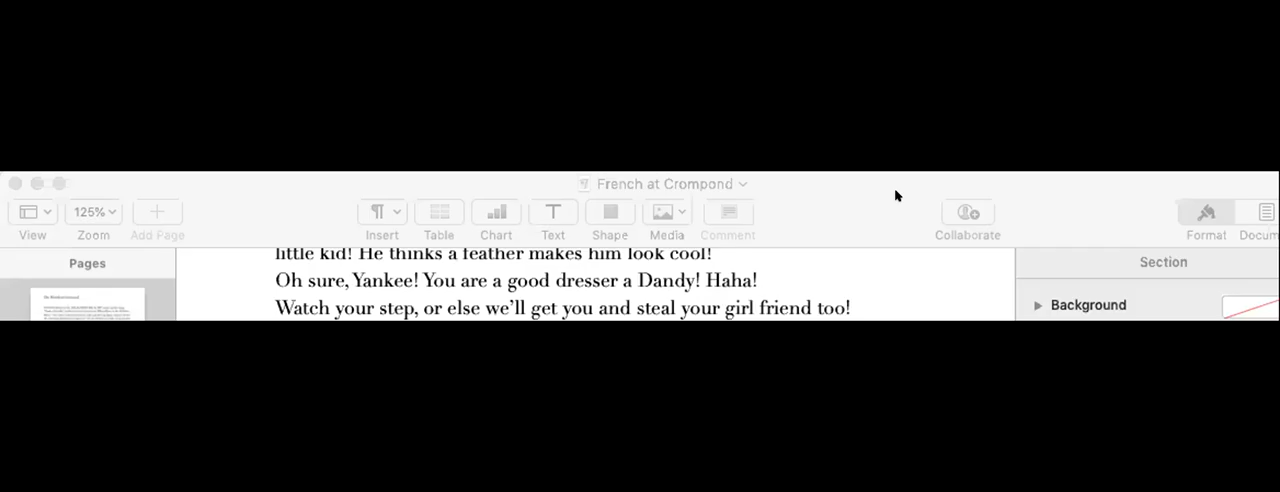 French at Crompond
125%
View
Zoom
Add Page
Insert
Table
Chart
Text
Shape
Media
Comment
Collaborate
Format
Docum
Pages
little kid! He thinks a feather makes him look cool!
Oh sure, Yankee! You are a good dresser a Dandy! Haha!
Watch your step, or else we'll get you and steal your girl friend too!
Section
Background